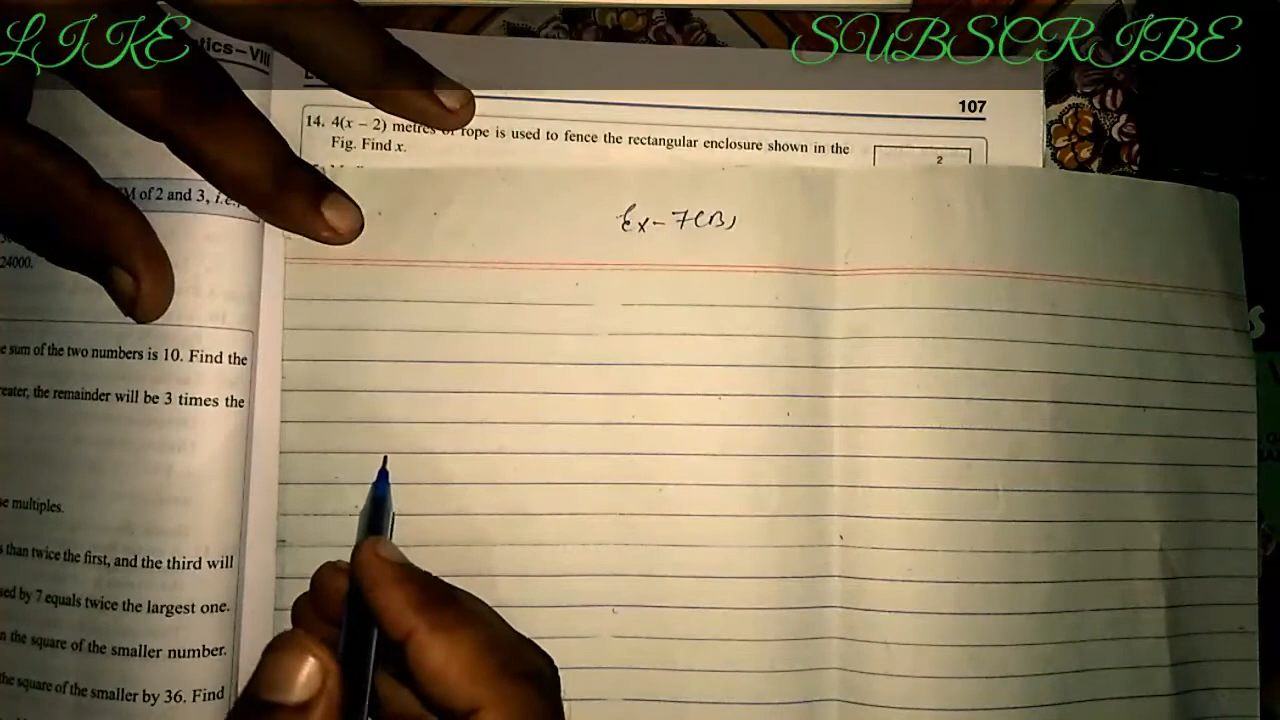 LIKE
SUBSCRIBE
tics–VIII
107
14. 4(x – 2) metres of rope is used to fence the rectangular enclosure shown in the
Fig. Find x.
2
M of 2 and 3, i.e.,
Ex – 7(B)
24000.
e sum of the two numbers is 10. Find the
eater, the remainder will be 3 times the
se multiples.
s than twice the first, and the third will
sed by 7 equals twice the largest one.
n the square of the smaller number.
the square of the smaller by 36. Find